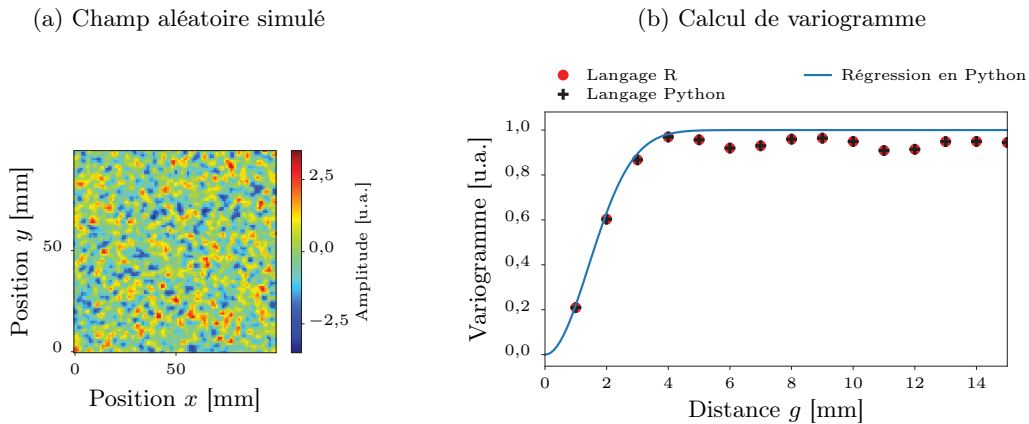 (a) Champ aléatoire simulé
Position y [mm]
50
0
0
50
Position x [mm]
2,5
0,0
−2,5
Amplitude [u.a.]
(b) Calcul de variogramme
Langage R
Langage Python
Régression en Python
Variogramme [u.a.]
1,0
0,8
0,6
0,4
0,2
0,0
0 2 4 6 8 10 12 14
Distance g [mm]